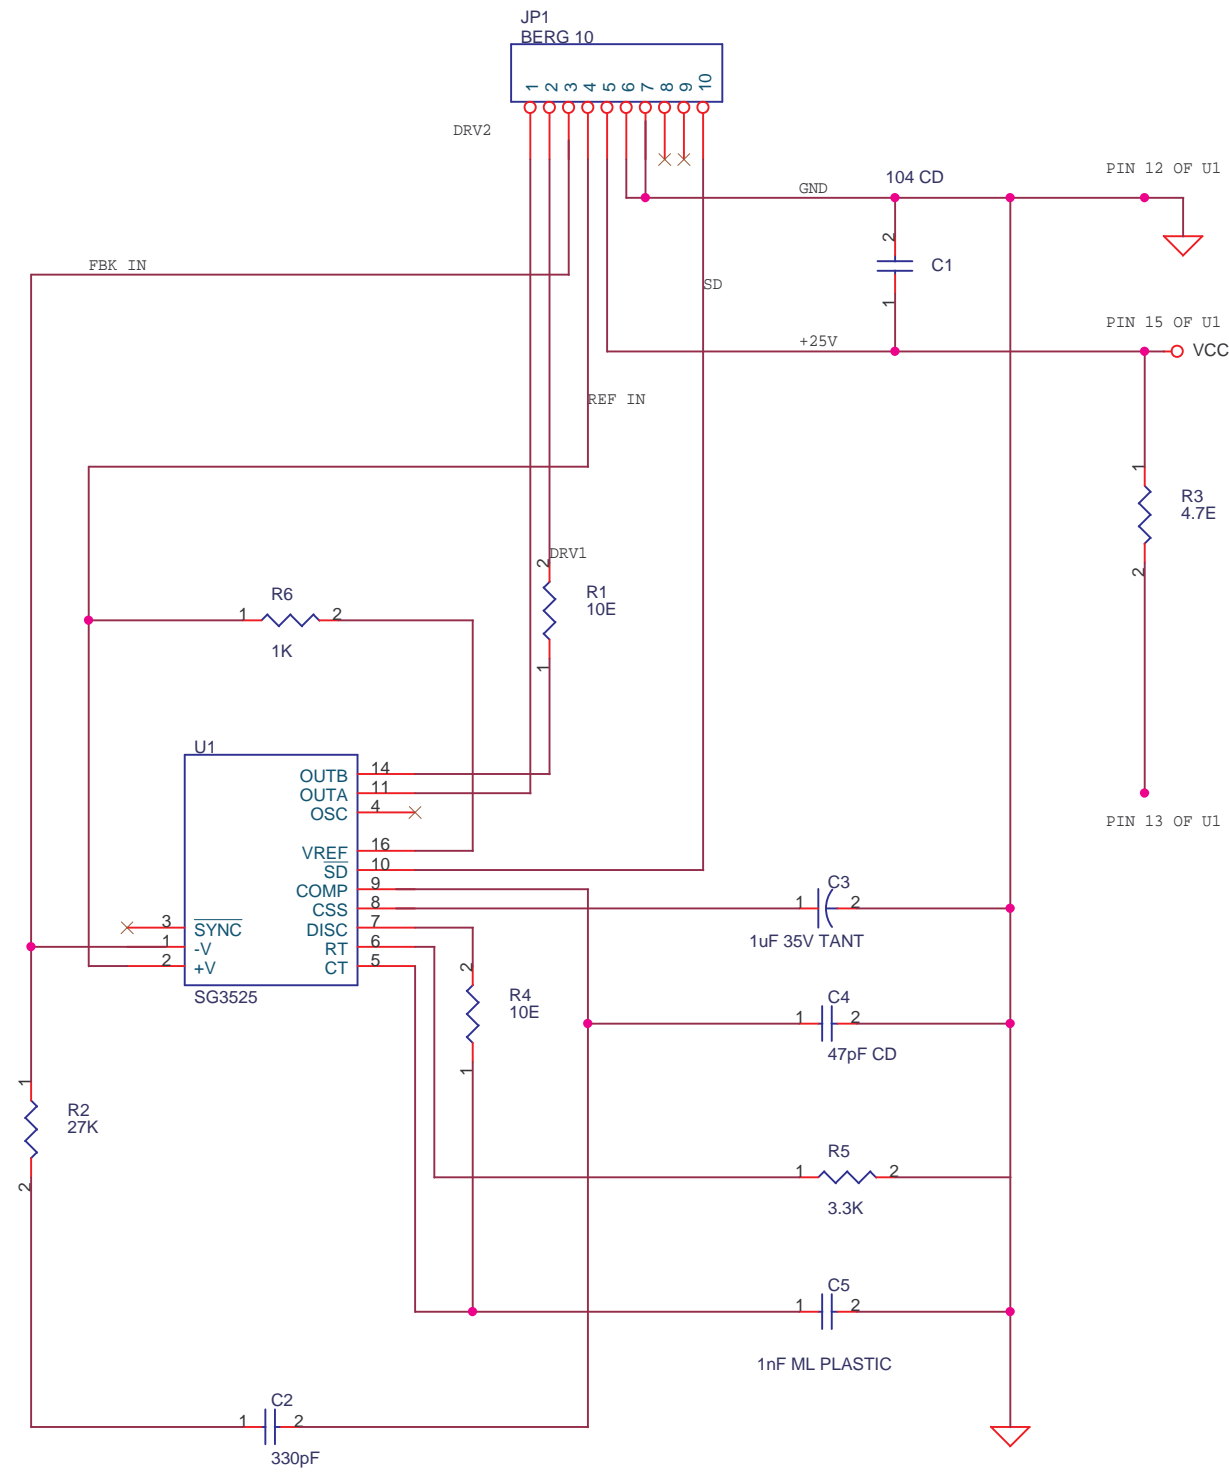 JP1
BERG 10
1 2 3 4 5 6 7 8 9 10
DRV2
104 CD
PIN 12 OF U1
GND
2
C1
1
FBK IN
SD
PIN 15 OF U1
+25V
VCC
REF IN
1
R3
4.7E
2
DRV1
2
R1
10E
1
R6
1 2
1K
U1
OUTB 14
OUTA 11
OSC 4
VREF 16
SD 10
COMP 9
CSS 8
DISC 7
RT 6
CT 5
3 SYNC
1 -V
2 +V
SG3525
PIN 13 OF U1
C3
1 2
1uF 35V TANT
2
R4
10E
1
C4
1 2
47pF CD
1
R2
27K
2
R5
1 2
3.3K
C5
1 2
1nF ML PLASTIC
C2
1 2
330pF